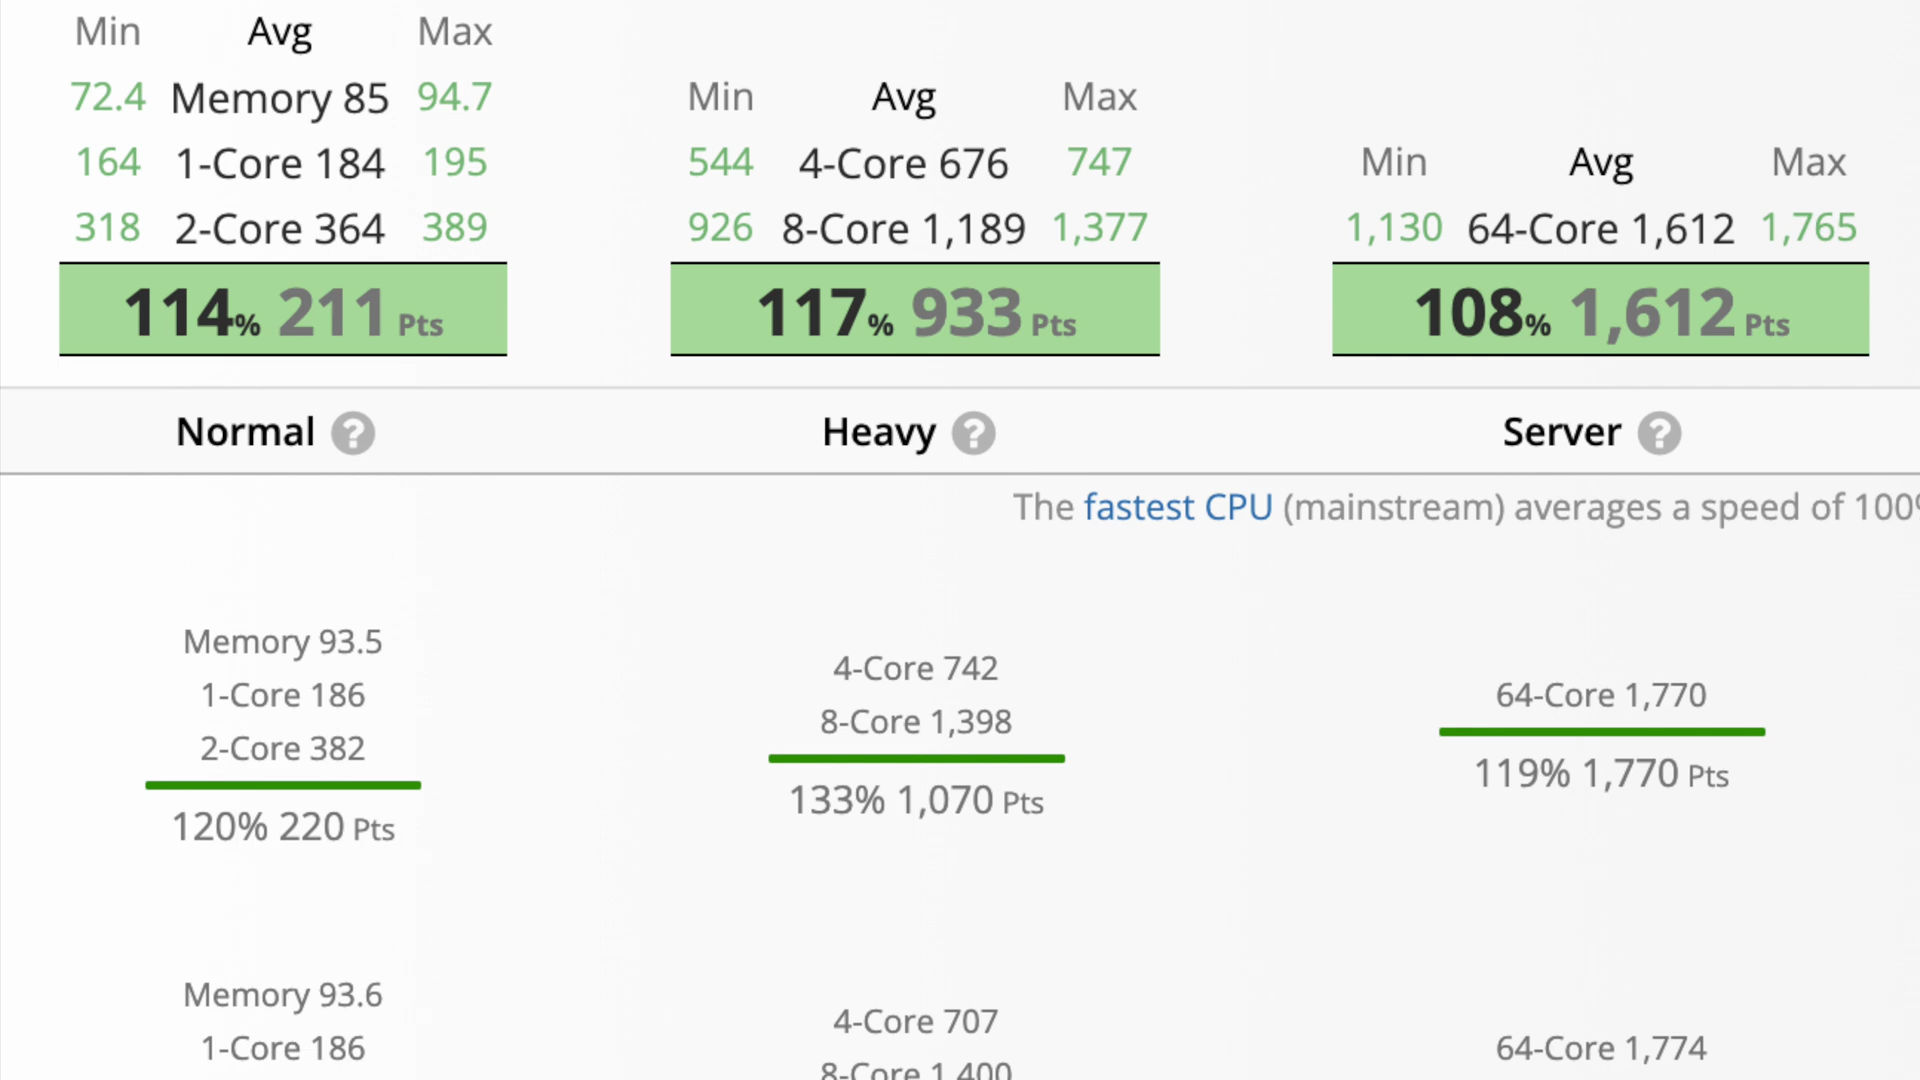 Min Avg Max
72.4 Memory 85 94.7
164 1-Core 184 195
318 2-Core 364 389
114% 211 Pts
Normal ?
Min Avg Max
544 4-Core 676 747
926 8-Core 1,189 1,377
117% 933 Pts
Heavy ?
Min Avg Max
1,130 64-Core 1,612 1,765
108% 1,612 Pts
Server ?
The fastest CPU (mainstream) averages a speed of 100%
Memory 93.5
1-Core 186
2-Core 382
120% 220 Pts
4-Core 742
8-Core 1,398
133% 1,070 Pts
64-Core 1,770
119% 1,770 Pts
Memory 93.6
1-Core 186
4-Core 707
8-Core 1,400
64-Core 1,774